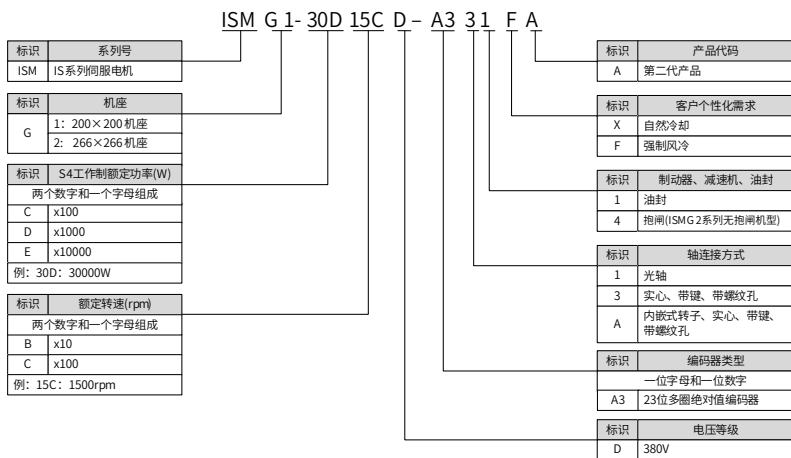 ISM G 1- 30D 15C D – A3 3 1 F A
标识 系列号
ISM IS系列伺服电机
标识 机座
G 1：200×200机座
2：266×266机座
标识 S4工作制额定功率(W)
两个数字和一个字母组成
C x100
D x1000
E x10000
例：30D：30000W
标识 额定转速(rpm)
两个数字和一个字母组成
B x10
C x100
例：15C：1500rpm
标识 产品代码
A 第二代产品
标识 客户个性化需求
X 自然冷却
F 强制风冷
标识 制动器、减速机、油封
1 油封
4 抱闸(ISMG2系列无抱闸机型)
标识 轴连接方式
1 光轴
3 实心、带键、带螺纹孔
A 内嵌式转子、实心、带键、
带螺纹孔
标识 编码器类型
一位字母和一位数字
A3 23位多圈绝对值编码器
标识 电压等级
D 380V